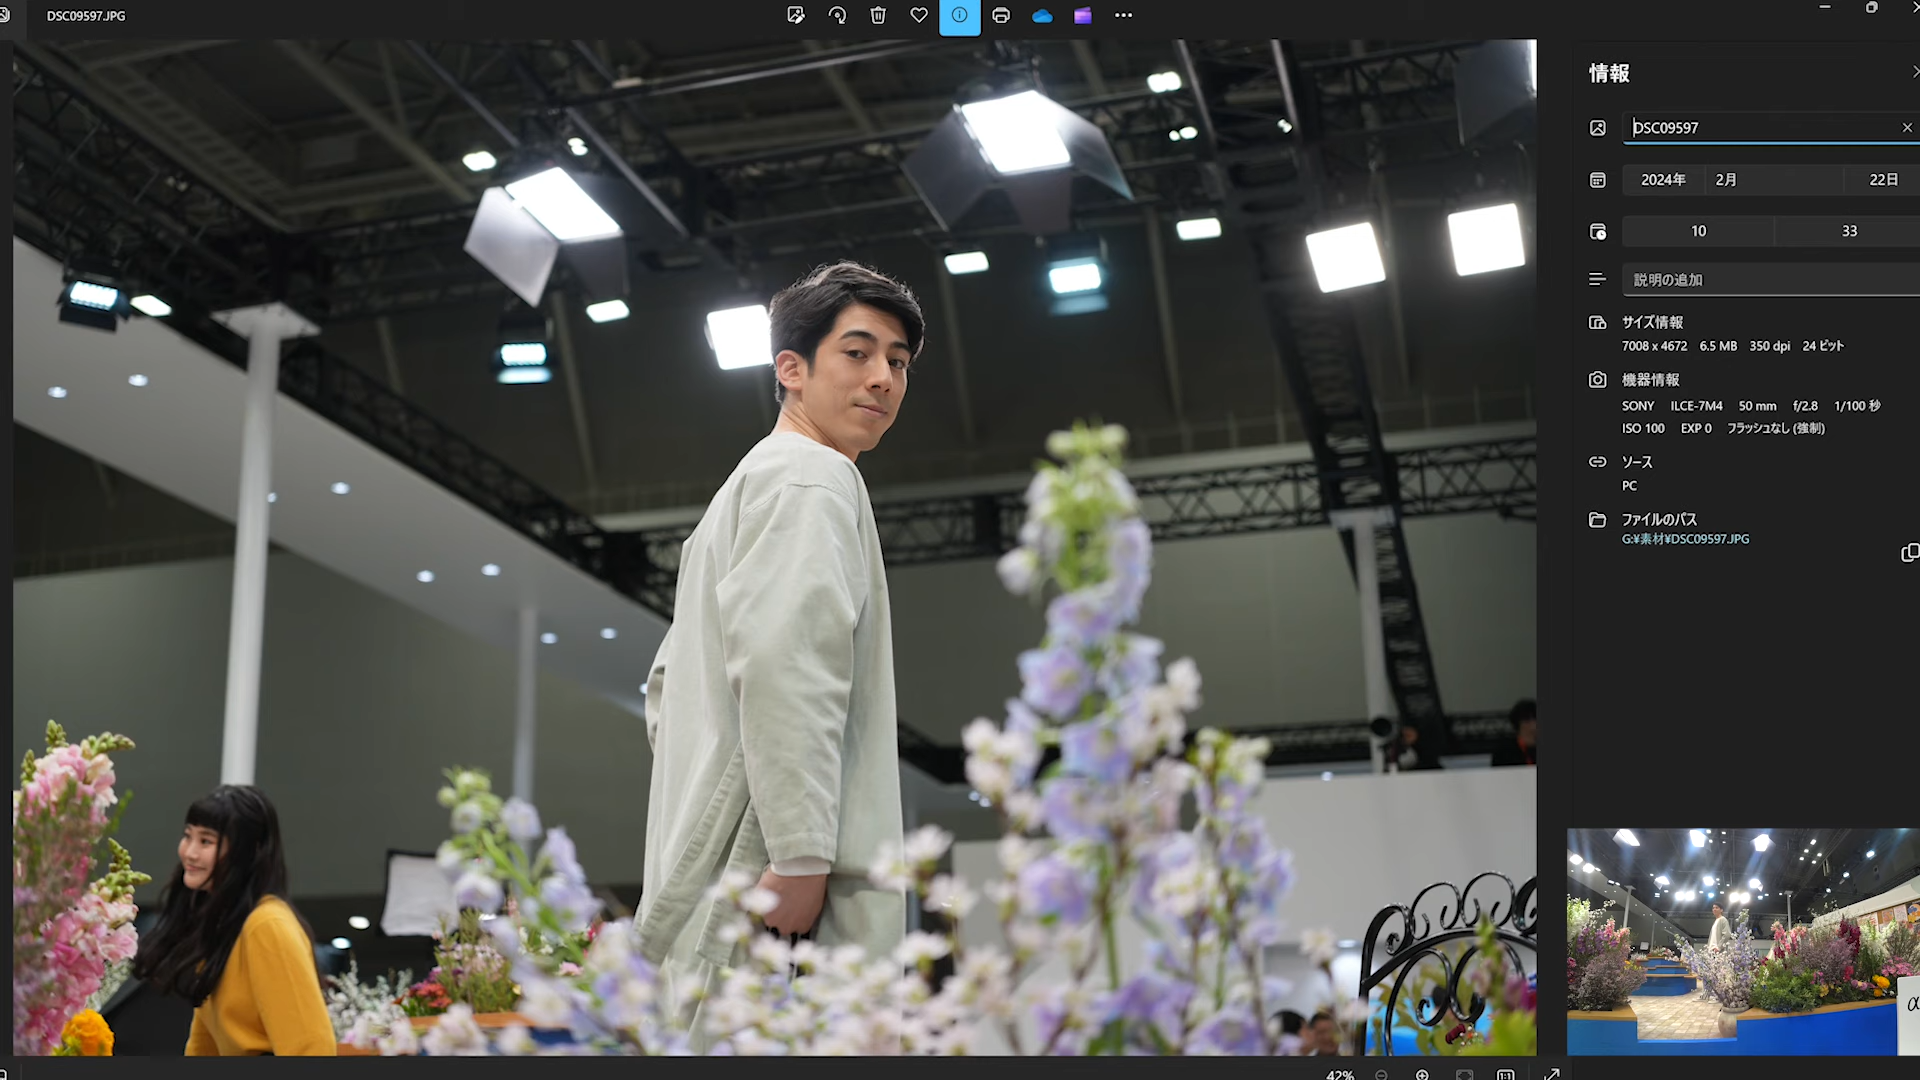 DSC09597.JPG
情報
DSC09597
2024年 2月 22日
10 33
説明の追加
サイズ情報
7008 x 4672 6.5 MB 350 dpi 24 ビット
機器情報
SONY ILCE-7M4 50 mm f/2.8 1/100 秒
ISO 100 EXP 0 フラッシュなし (強制)
ソース
PC
ファイルのパス
G:¥素材¥DSC09597.JPG
α
42%
1:1